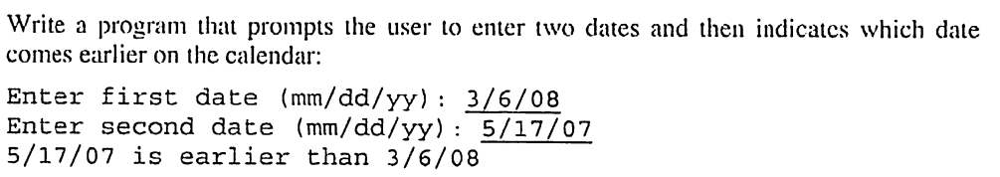 Write a program that prompts the user to enter two dates and then indicates which date
comes earlier on the calendar:
Enter first date (mm/dd/yy): 3/6/08
Enter second date (mm/dd/yy): 5/17/07
5/17/07 is earlier than 3/6/08